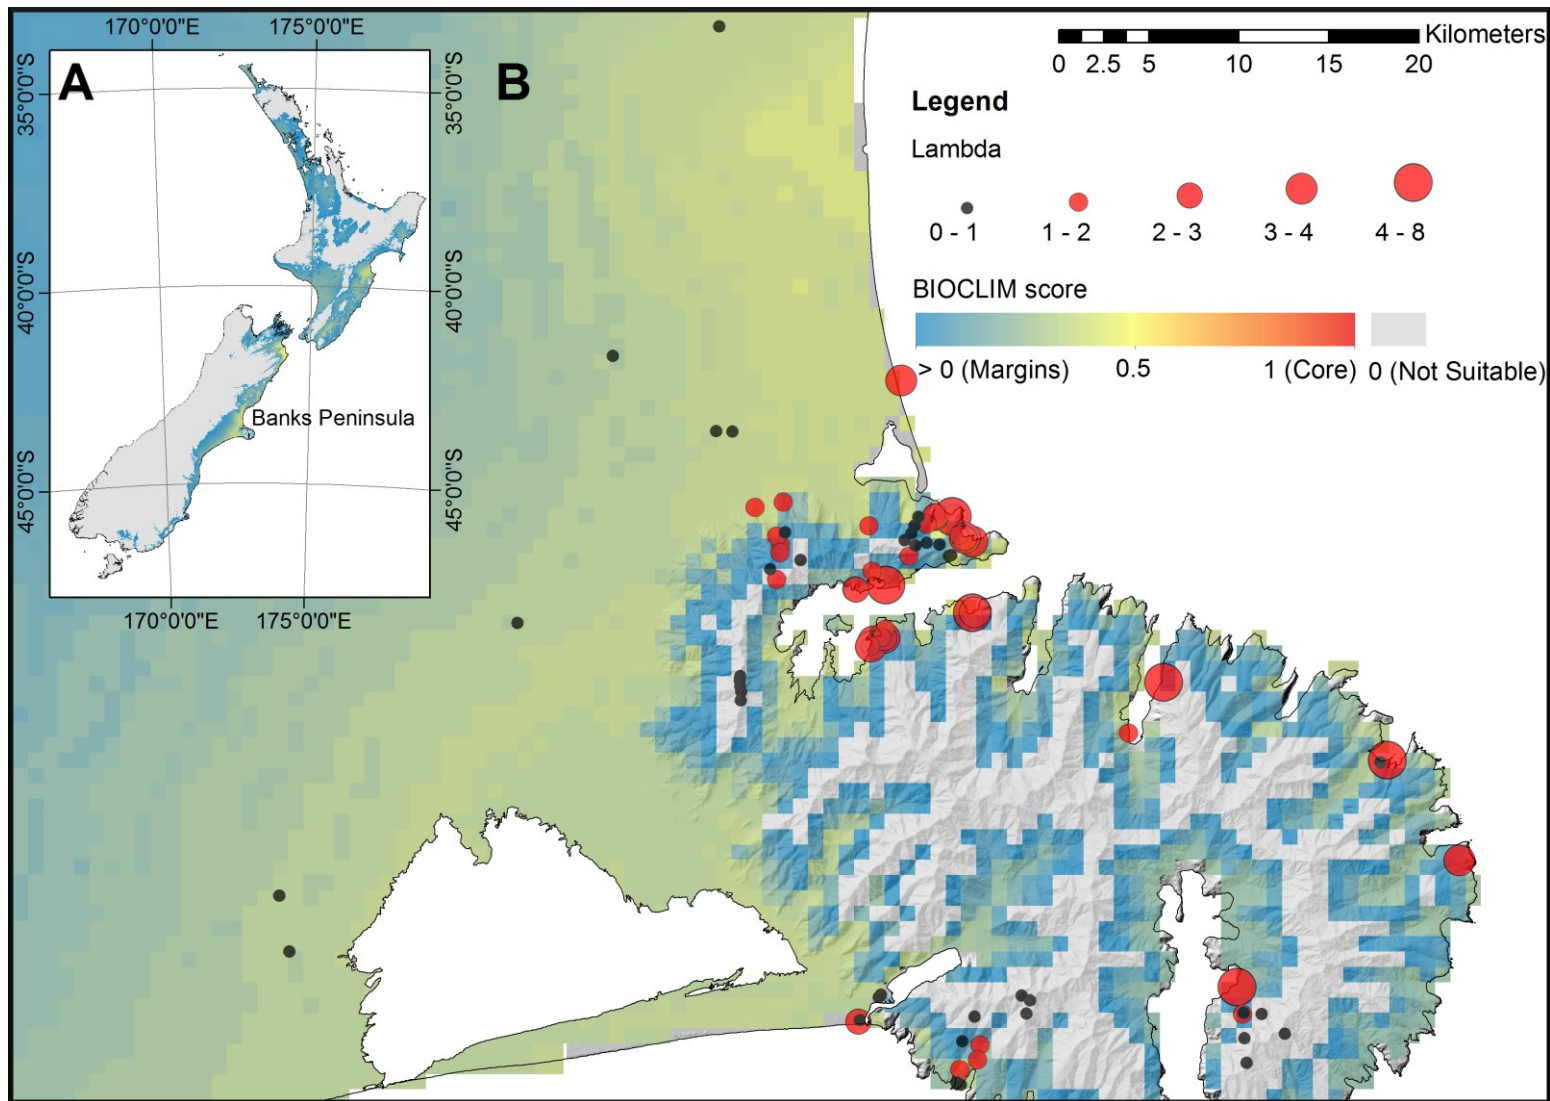 170°0'0"E 175°0'0"E
A
B
35°0'0"S
40°0'0"S
45°0'0"S
35°0'0"S
40°0'0"S
45°0'0"S
Banks Peninsula
170°0'0"E 175°0'0"E
Kilometers
0 2.5 5 10 15 20
Legend
Lambda
0 - 1 1 - 2 2 - 3 3 - 4 4 - 8
BIOCLIM score
> 0 (Margins) 0.5 1 (Core) 0 (Not Suitable)